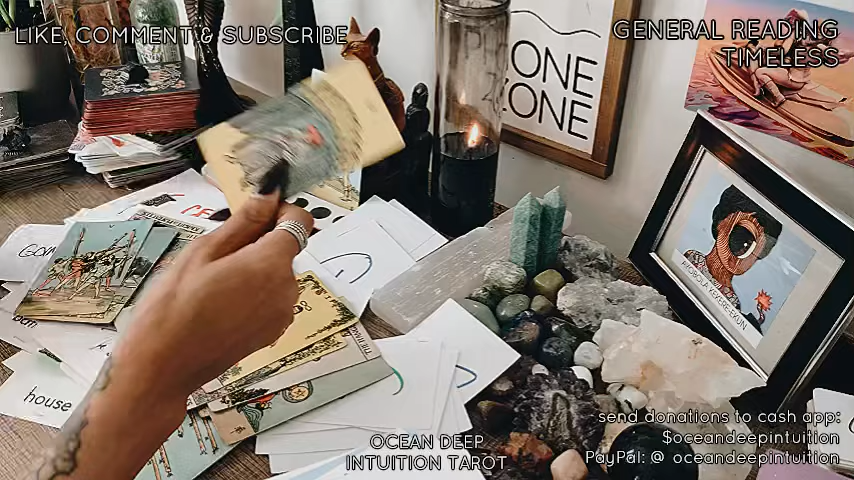 LIKE, COMMENT & SUBSCRIBE
GENERAL READING
TIMELESS
ONE
ZONE
house
OCEAN DEEP
INTUITION TAROT
send donations to cash app:
$oceandeepintuition
PayPal: @ oceandeepintuition